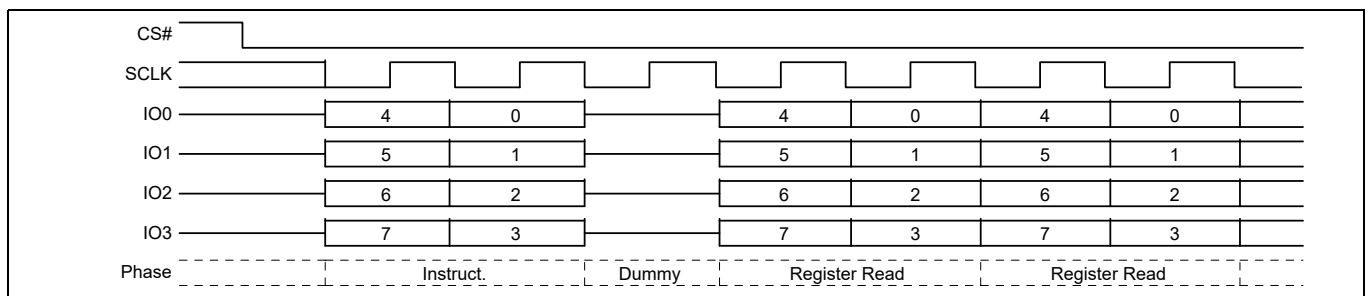 CS#
SCLK
IO0 4 0 4 0 4 0
IO1 5 1 5 1 5 1
IO2 6 2 6 2 6 2
IO3 7 3 7 3 7 3
Phase Instruct. Dummy Register Read Register Read